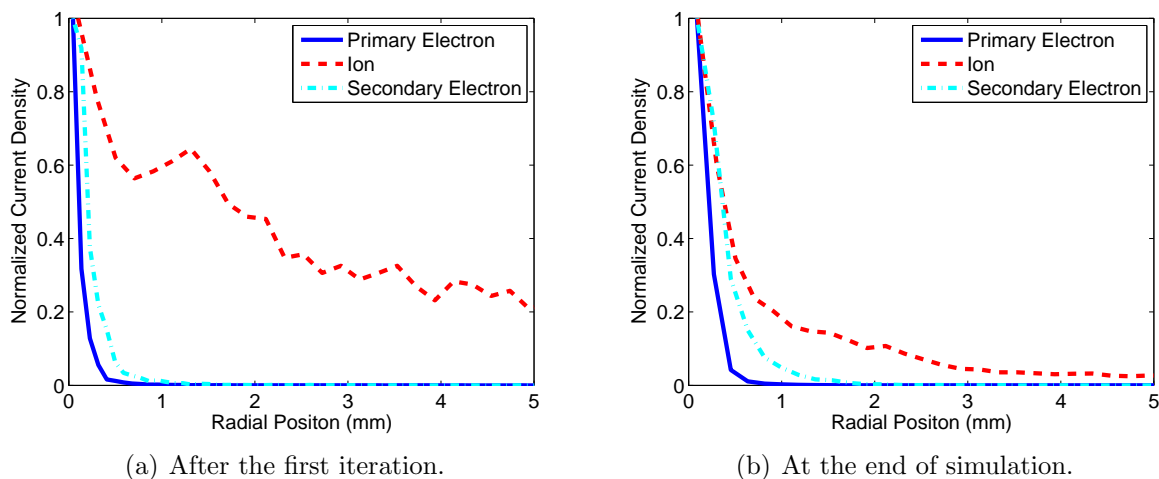 1
0.8
0.6
0.4
0.2
0
Normalized Current Density
Primary Electron
Ion
Secondary Electron
0 1 2 3 4 5
Radial Positon (mm)
(a) After the first iteration.
1
0.8
0.6
0.4
0.2
0
Normalized Current Density
Primary Electron
Ion
Secondary Electron
0 1 2 3 4 5
Radial Positon (mm)
(b) At the end of simulation.